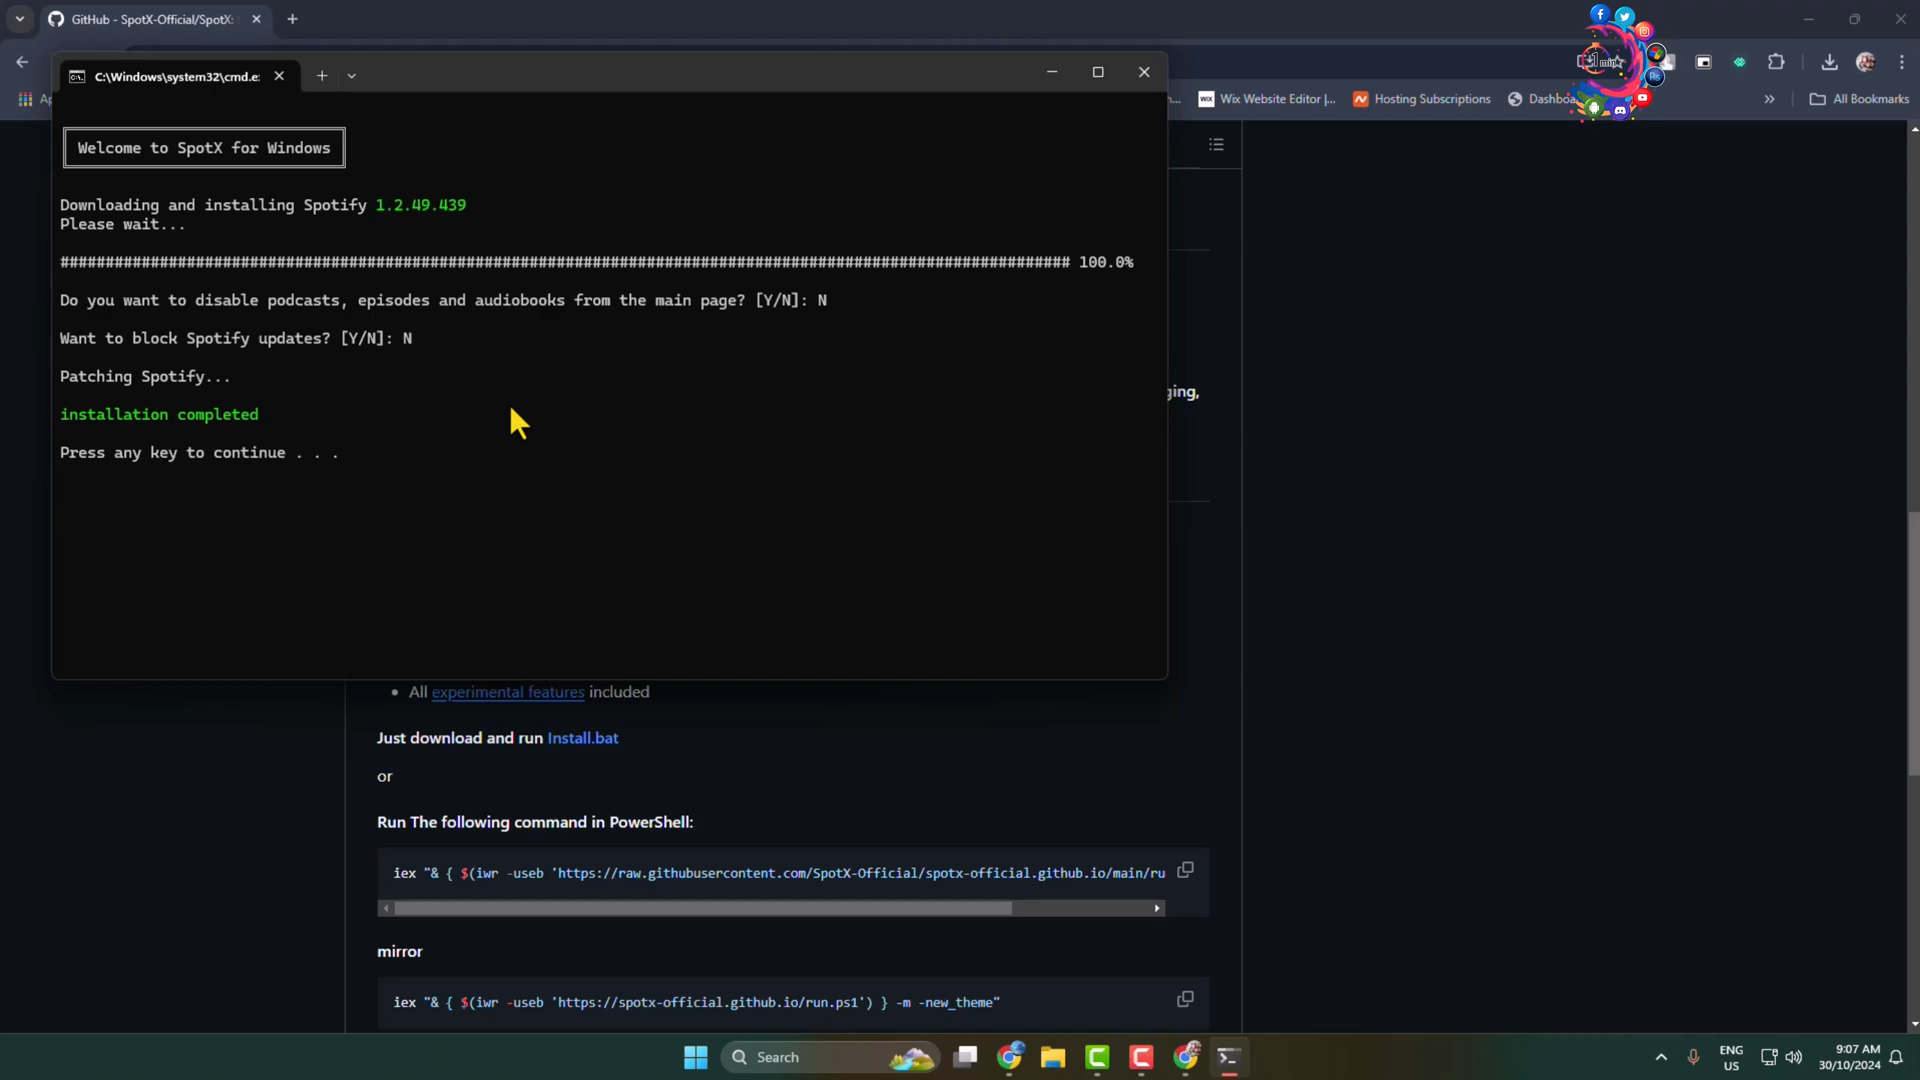 GitHub - SpotX-Official/SpotX:
C:\Windows\system32\cmd.e:
Wix Website Editor |...
Hosting Subscriptions
All Bookmarks
Welcome to SpotX for Windows
Downloading and installing Spotify 1.2.49.439
Please wait...
100.0%
Do you want to disable podcasts, episodes and audiobooks from the main page? [Y/N]: N
Want to block Spotify updates? [Y/N]: N
Patching Spotify...
ging,
installation completed
Press any key to continue . . .
All experimental features included
Just download and run Install.bat
or
Run The following command in PowerShell:
iex "& { $(iwr -useb 'https://raw.githubusercontent.com/SpotX-Official/spotx-official.github.io/main/ru
mirror
iex "& { $(iwr -useb 'https://spotx-official.github.io/run.ps1') } -m -new_theme"
Search
ENG
US
9:07 AM
30/10/2024